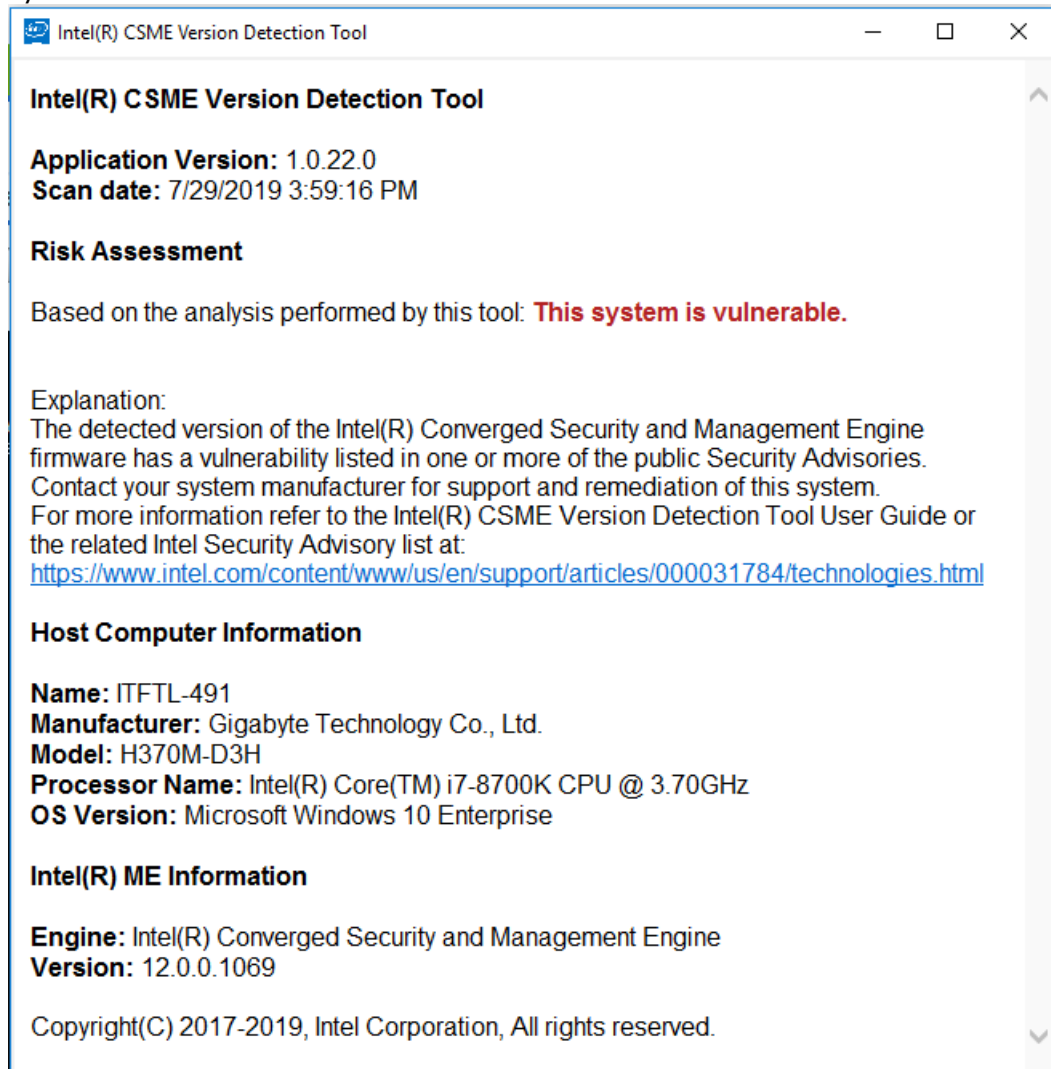 Intel(R) CSME Version Detection Tool
Intel(R) CSME Version Detection Tool
Application Version: 1.0.22.0
Scan date: 7/29/2019 3:59:16 PM
Risk Assessment
Based on the analysis performed by this tool: This system is vulnerable.
Explanation:
The detected version of the Intel(R) Converged Security and Management Engine
firmware has a vulnerability listed in one or more of the public Security Advisories.
Contact your system manufacturer for support and remediation of this system.
For more information refer to the Intel(R) CSME Version Detection Tool User Guide or
the related Intel Security Advisory list at:
https://www.intel.com/content/www/us/en/support/articles/000031784/technologies.html
Host Computer Information
Name: ITFTL-491
Manufacturer: Gigabyte Technology Co., Ltd.
Model: H370M-D3H
Processor Name: Intel(R) Core(TM) i7-8700K CPU @ 3.70GHz
OS Version: Microsoft Windows 10 Enterprise
Intel(R) ME Information
Engine: Intel(R) Converged Security and Management Engine
Version: 12.0.0.1069
Copyright(C) 2017-2019, Intel Corporation, All rights reserved.